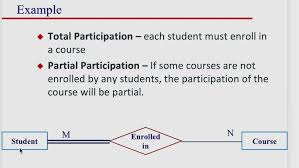 Example
Total Participation – each student must enroll in
a course
Partial Participation – If some courses are not
enrolled by any students, the participation of the
course will be partial.
Student
M
Enrolled
in
N
Course